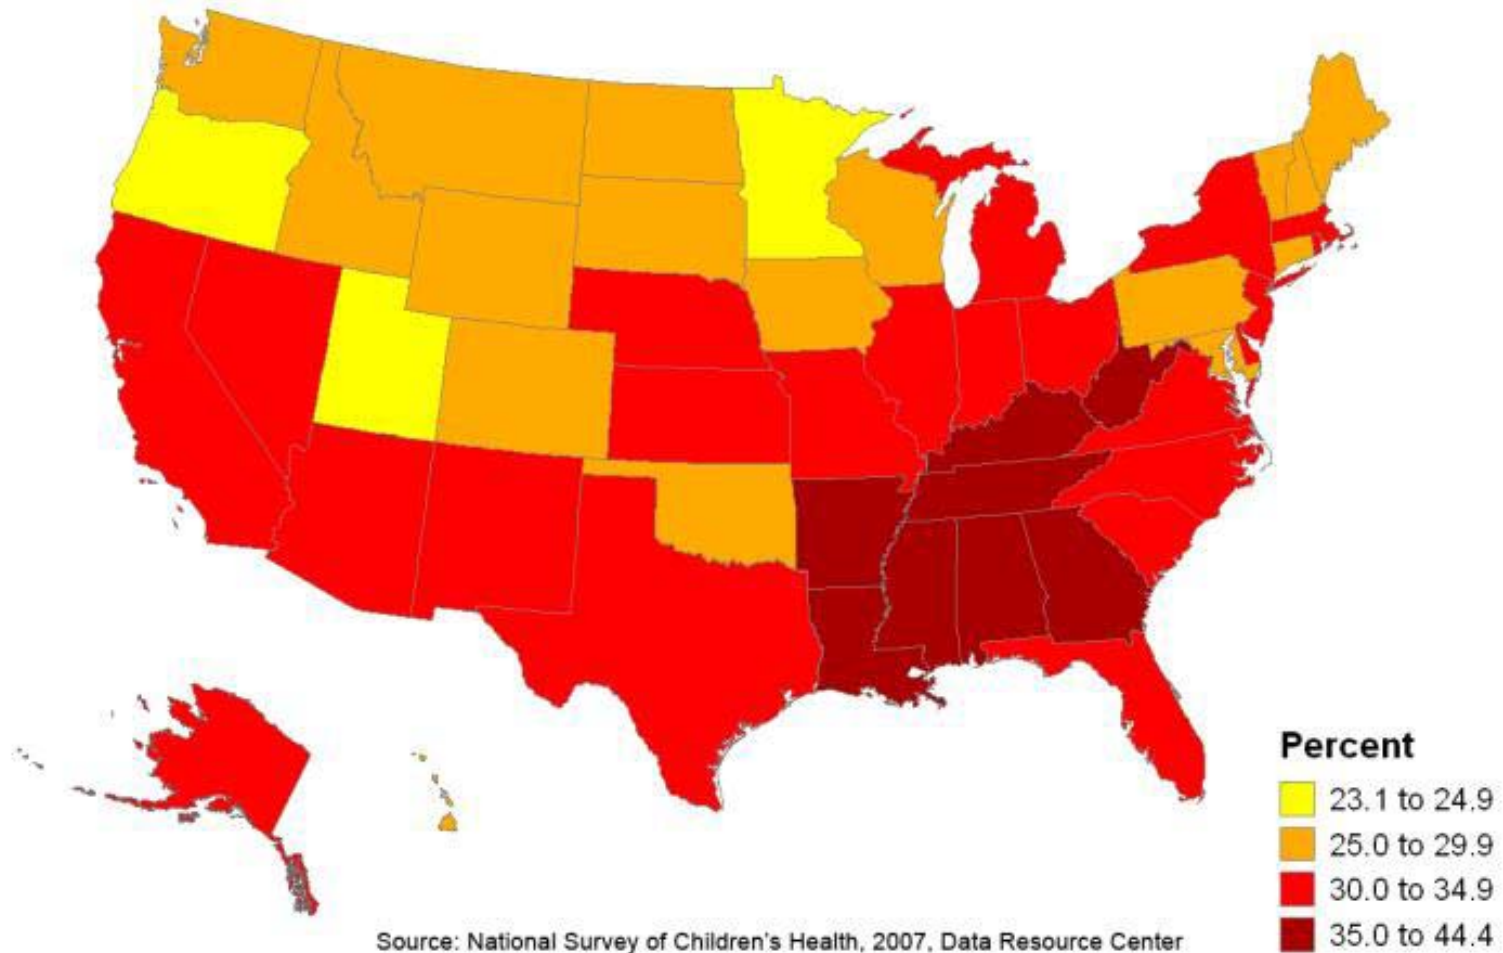 Percent
23.1 to 24.9
25.0 to 29.9
30.0 to 34.9
35.0 to 44.4
Source: National Survey of Children's Health, 2007, Data Resource Center